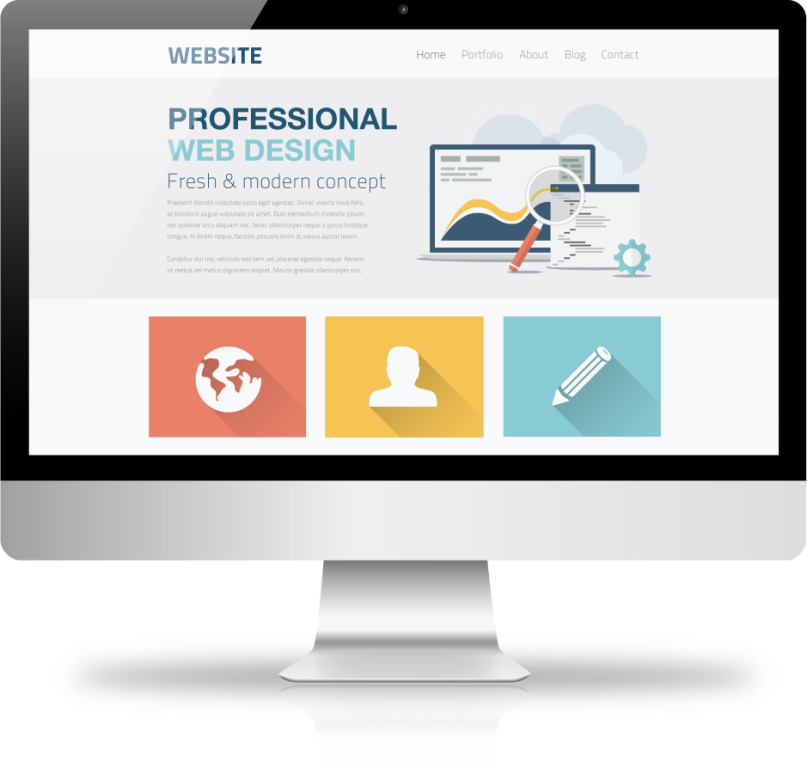 WEBSITE
Home Portfolio About Blog Contact
PROFESSIONAL
WEB DESIGN
Fresh & modern concept
Praesent blandit vulputate justo eget egestas. Donec viverra risus felis,
at tincidunt augue vulputate sit amet. Duis elementum molestie ipsum,
nec pulvinar arcu aliquam nec. Nunc ullamcorper neque a purus tristique
congue. In lorem neque, facilisis posuere enim id, varius auctor lorem.
Curabitur dui nisi, vehicula sed sem vel, placerat egestas neque. Aenean
ut metus vel metus dignissim aliquet. Mauris gravida ullamcorper orci,